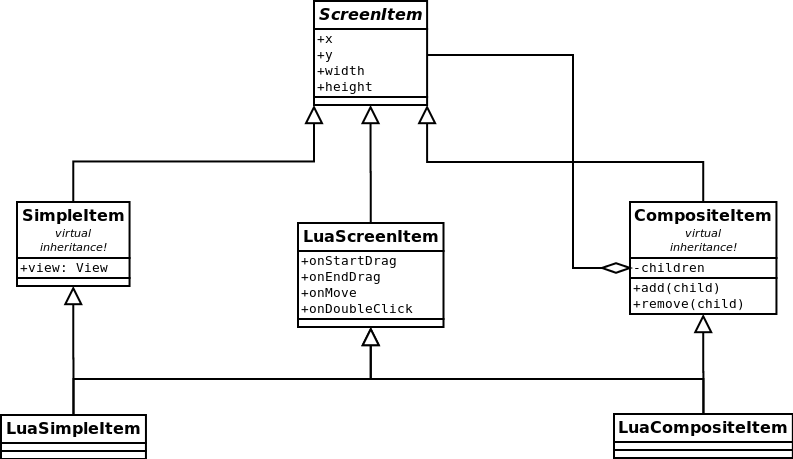 ScreenItem
+x
+y
+width
+height
SimpleItem
virtual
inheritance!
+view: View
LuaScreenItem
+onStartDrag
+onEndDrag
+onMove
+onDoubleClick
CompositeItem
virtual
inheritance!
-children
+add(child)
+remove(child)
LuaSimpleItem
LuaCompositeItem